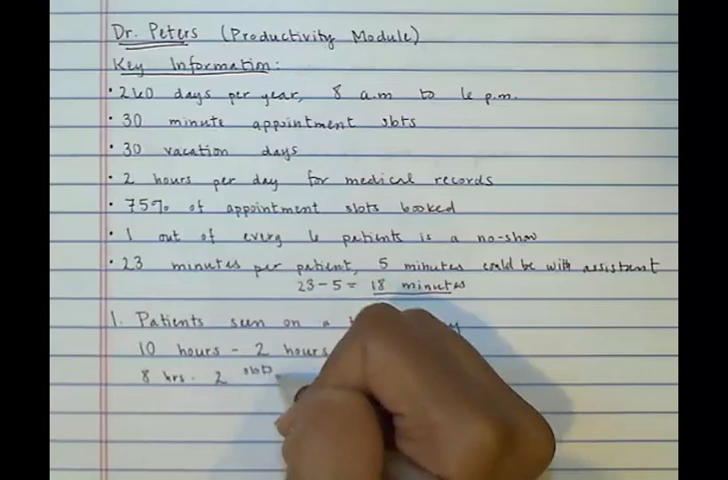 Dr. Peters (Productivity Module)
Key Information:
• 260 days per year, 8 a.m to 6 p.m.
• 30 minute appointment slots
• 30 vacation days
• 2 hours per day for medical records
• 75% of appointment slots booked
• 1 out of every 6 patients is a no-show
• 23 minutes per patient, 5 minutes could be with assistent
23 - 5 = 18 minutes
1. Patients seen on a
10 hours - 2 hours
8 hrs · 2 slots